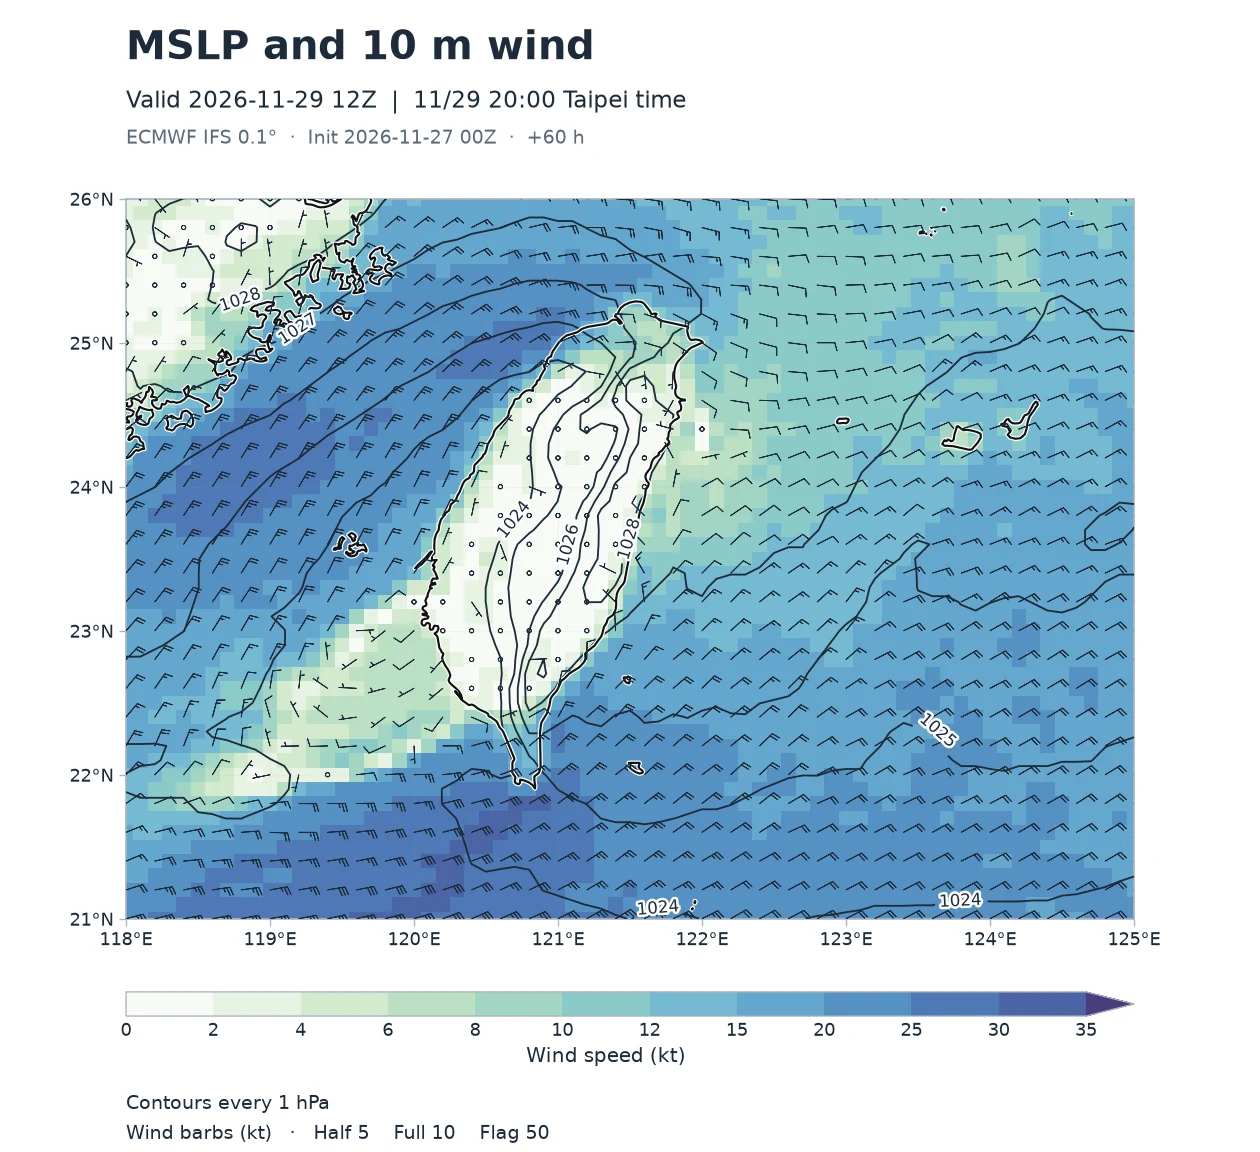 MSLP and 10 m wind
Valid 2026-11-29 12Z | 11/29 20:00 Taipei time
ECMWF IFS 0.1° · Init 2026-11-27 00Z · +60 h
26°N
25°N
24°N
23°N
22°N
21°N
1028
1027
1024
1026
1028
1025
1024
1024
118°E 119°E 120°E 121°E 122°E 123°E 124°E 125°E
0 2 4 6 8 10 12 15 20 25 30 35
Wind speed (kt)
Contours every 1 hPa
Wind barbs (kt) · Half 5 Full 10 Flag 50